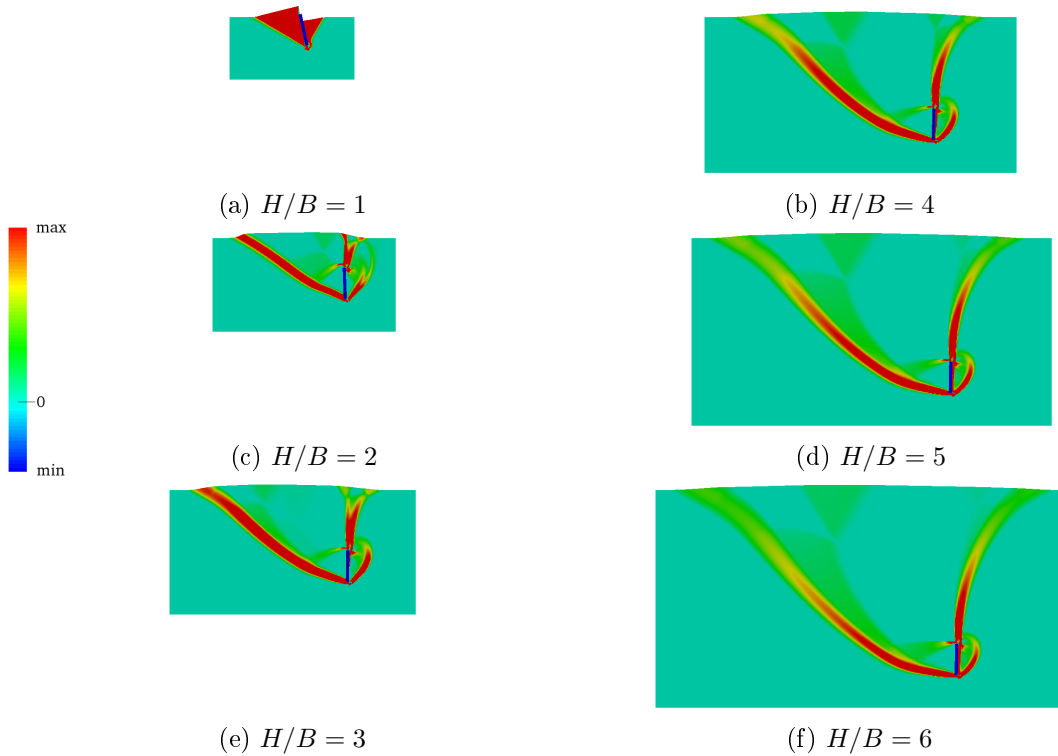 (a) H/B = 1
(b) H/B = 4
max
0
min
(c) H/B = 2
(d) H/B = 5
(e) H/B = 3
(f) H/B = 6